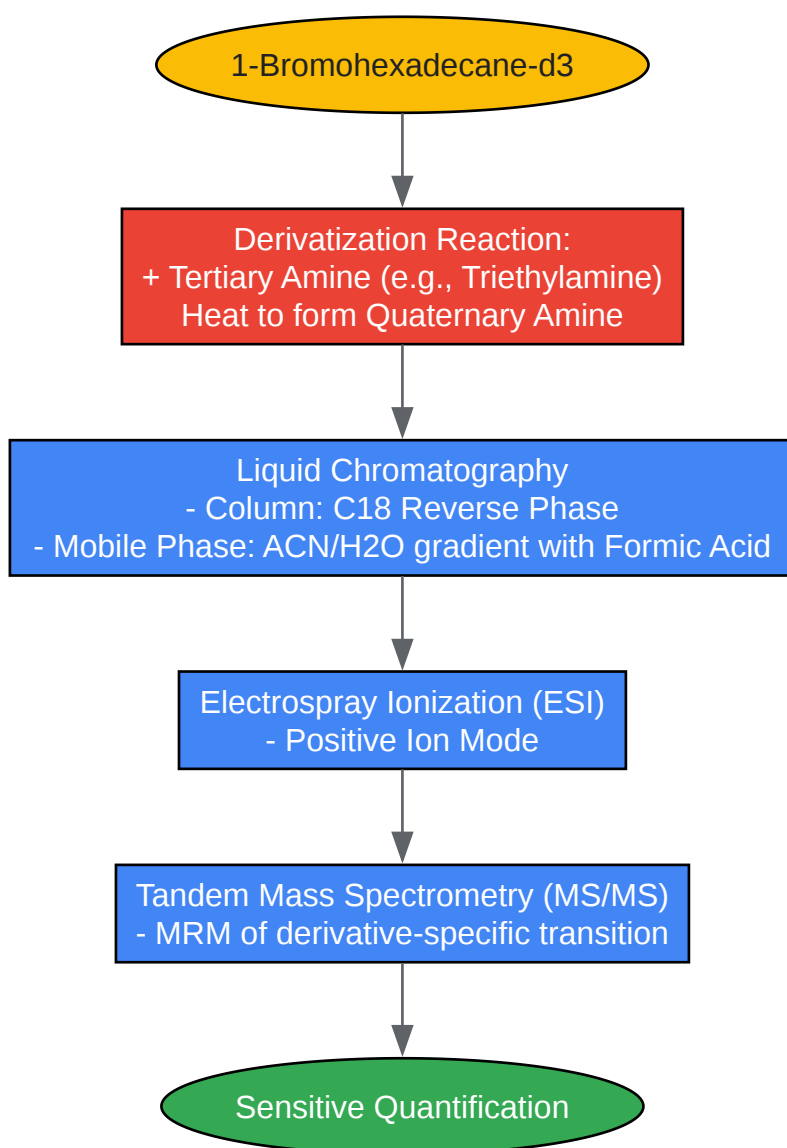 1-Bromohexadecane-d3
Derivatization Reaction:
+ Tertiary Amine (e.g., Triethylamine)
Heat to form Quaternary Amine
Liquid Chromatography
- Column: C18 Reverse Phase
- Mobile Phase: ACN/H2O gradient with Formic Acid
Electrospray Ionization (ESI)
- Positive Ion Mode
Tandem Mass Spectrometry (MS/MS)
- MRM of derivative-specific transition
Sensitive Quantification